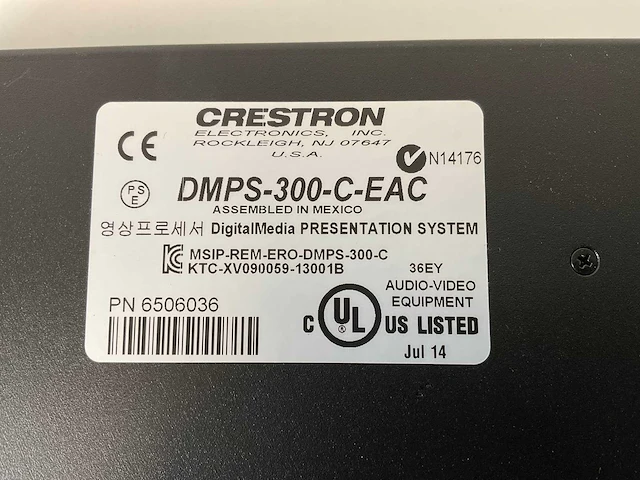 CRESTRON
ELECTRONICS, INC.
ROCKLEIGH, NJ 07647
U.S.A.
CE
N14176
PS
E
DMPS-300-C-EAC
ASSEMBLED IN MEXICO
영상프로세서 DigitalMedia PRESENTATION SYSTEM
MSIP-REM-ERO-DMPS-300-C
KTC-XV090059-13001B
36EY
AUDIO-VIDEO
EQUIPMENT
PN 6506036
C UL ® US LISTED
Jul 14